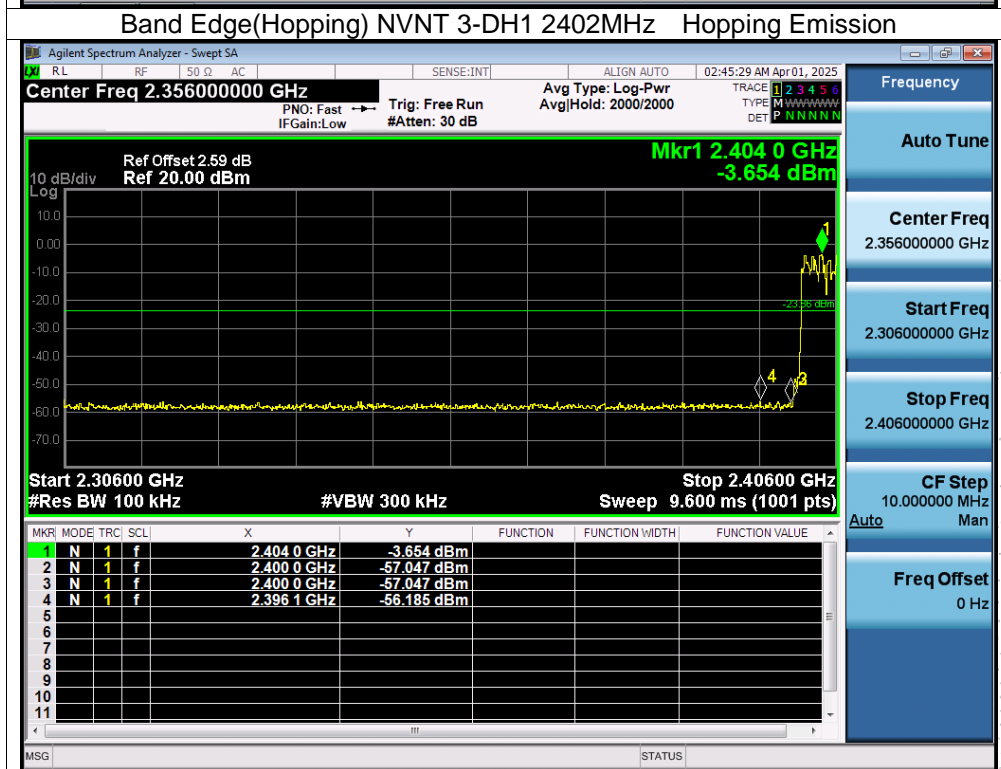 Band Edge(Hopping) NVNT 3-DH1 2402MHz Hopping Emission
Agilent Spectrum Analyzer - Swept SA
LXI RL RF 50 Ω AC SENSE:INT ALIGN AUTO 02:45:29 AM Apr 01, 2025
Center Freq 2.356000000 GHz
PNO: Fast
IFGain:Low
Trig: Free Run
#Atten: 30 dB
Avg Type: Log-Pwr
Avg|Hold: 2000/2000
TRACE 1 2 3 4 5 6
TYPE M WWWWW
DET P N N N N N
Mkr1 2.404 0 GHz
-3.654 dBm
Ref Offset 2.59 dB
10 dB/div Ref 20.00 dBm
Log
10.0
0.00
-10.0
-20.0
-30.0
-40.0
-50.0
-60.0
-70.0
1
-23.36 dBm
4
3
Start 2.30600 GHz Stop 2.40600 GHz
#Res BW 100 kHz #VBW 300 kHz Sweep 9.600 ms (1001 pts)
MKR MODE TRC SCL X Y FUNCTION FUNCTION WIDTH FUNCTION VALUE
1 N 1 f 2.404 0 GHz -3.654 dBm
2 N 1 f 2.400 0 GHz -57.047 dBm
3 N 1 f 2.400 0 GHz -57.047 dBm
4 N 1 f 2.396 1 GHz -56.185 dBm
5
6
7
8
9
10
11
MSG STATUS
Frequency
Auto Tune
Center Freq
2.356000000 GHz
Start Freq
2.306000000 GHz
Stop Freq
2.406000000 GHz
CF Step
10.000000 MHz
Auto Man
Freq Offset
0 Hz